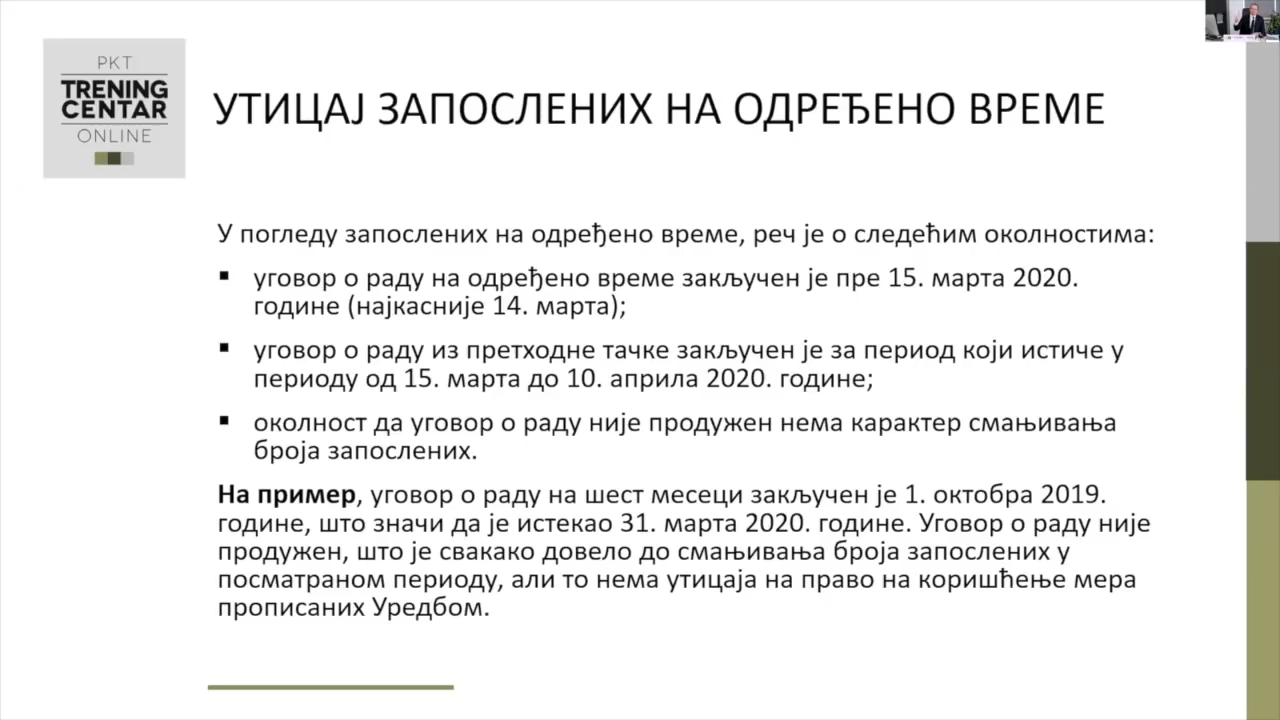 PKT
TRENING
CENTAR
ONLINE
УТИЦАЈ ЗАПОСЛЕНИХ НА ОДРЕЂЕНО ВРЕМЕ
У погледу запослених на одређено време, реч је о следећим околностима:
▪ уговор о раду на одређено време закључен је пре 15. марта 2020.
године (најкасније 14. марта);
▪ уговор о раду из претходне тачке закључен је за период који истиче у
периоду од 15. марта до 10. априла 2020. године;
▪ околност да уговор о раду није продужен нема карактер смањивања
броја запослених.
На пример, уговор о раду на шест месеци закључен је 1. октобра 2019.
године, што значи да је истекао 31. марта 2020. године. Уговор о раду није
продужен, што је свакако довело до смањивања броја запослених у
посматраном периоду, али то нема утицаја на право на коришћење мера
прописаних Уредбом.